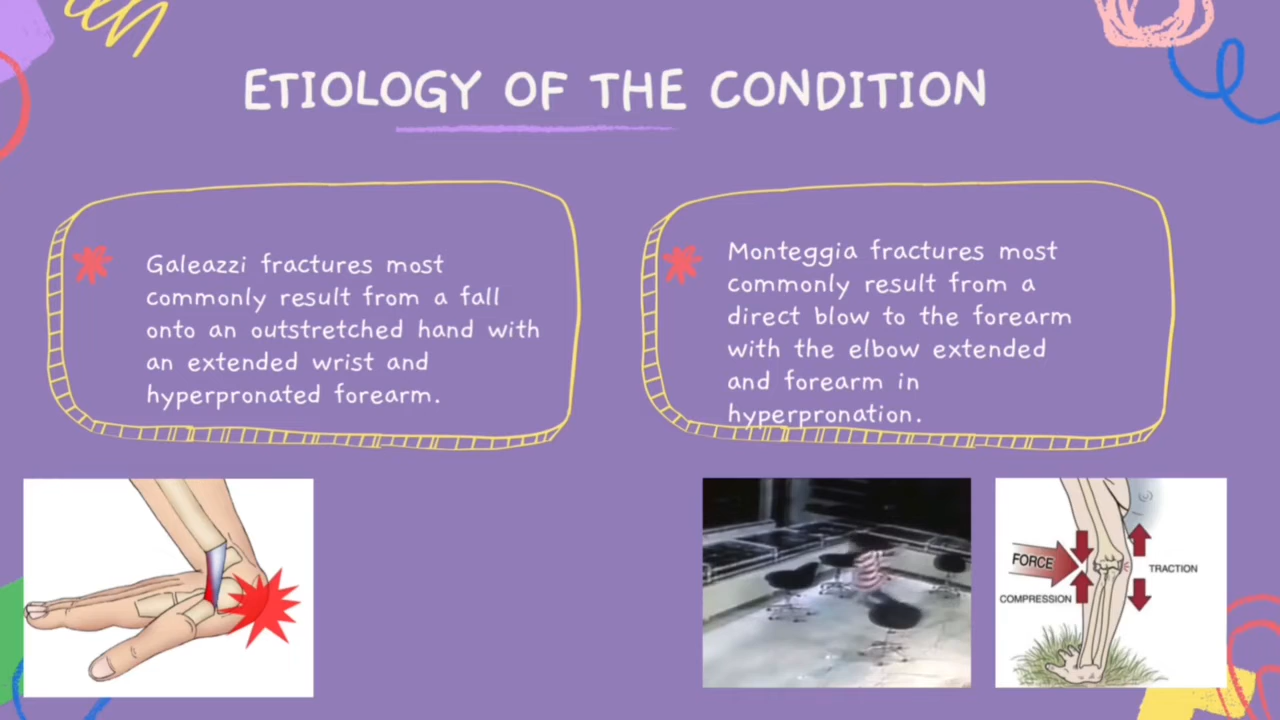 ETIOLOGY OF THE CONDITION
Galeazzi fractures most
commonly result from a fall
onto an outstretched hand with
an extended wrist and
hyperpronated forearm.
Monteggia fractures most
commonly result from a
direct blow to the forearm
with the elbow extended
and forearm in
hyperpronation.
FORCE
TRACTION
COMPRESSION